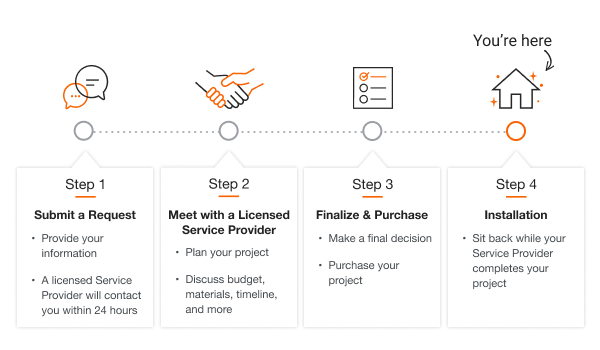 You're here
Step 1
Submit a Request
• Provide your
information
• A licensed Service
Provider will contact
you within 24 hours
Step 2
Meet with a Licensed
Service Provider
• Plan your project
• Discuss budget,
materials, timeline,
and more
Step 3
Finalize & Purchase
• Make a final decision
• Purchase your
project
Step 4
Installation
• Sit back while your
Service Provider
completes your
project